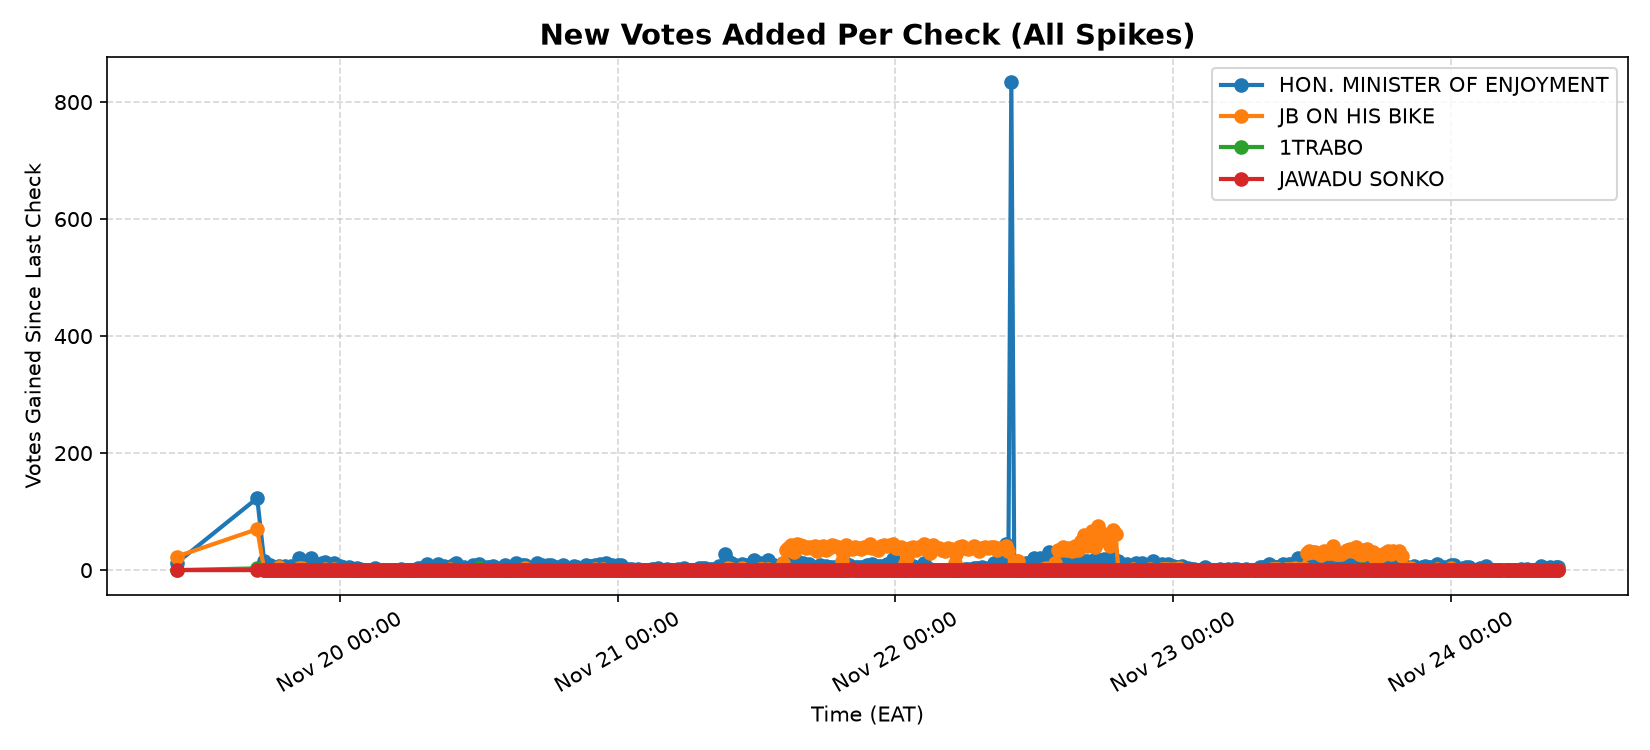 New Votes Added Per Check (All Spikes)
HON. MINISTER OF ENJOYMENT
JB ON HIS BIKE
1TRABO
JAWADU SONKO
Votes Gained Since Last Check
800
600
400
200
0
Nov 20 00:00
Nov 21 00:00
Nov 22 00:00
Nov 23 00:00
Nov 24 00:00
Time (EAT)